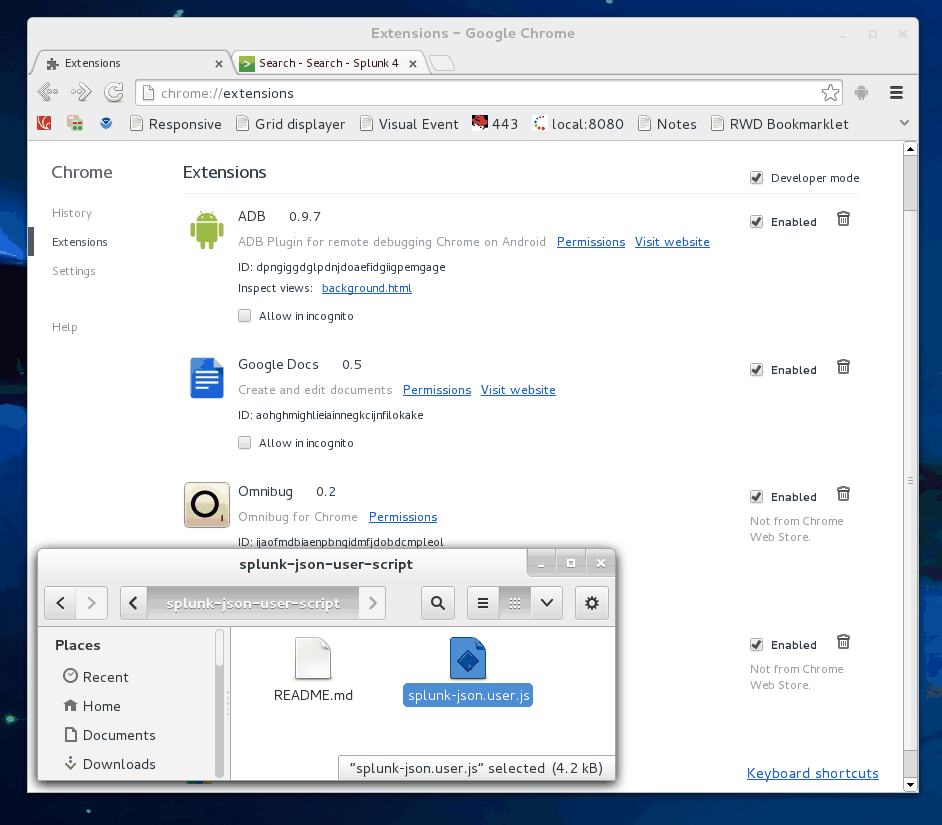 Extensions - Google Chrome
Extensions
Search - Search - Splunk 4
chrome://extensions
Responsive
Grid displayer
Visual Event
443
local:8080
Notes
RWD Bookmarklet
Chrome
Extensions
Developer mode
History
Extensions
Settings
Help
ADB 0.9.7
Enabled
ADB Plugin for remote debugging Chrome on Android Permissions Visit website
ID: dpngiggdglpdnjdoaefidgiigpemgage
Inspect views: background.html
Allow in incognito
Google Docs 0.5
Enabled
Create and edit documents Permissions Visit website
ID: aohghmighlieiainnegkcijnfilokake
Allow in incognito
Omnibug 0.2
Enabled
Omnibug for Chrome Permissions
Not from Chrome
Web Store.
ID: ijaofmdbiaenpbngidmfjdobdcmpleol
splunk-json-user-script
splunk-json-user-script
Places
Recent
Home
Documents
Downloads
README.md
splunk-json.user.js
"splunk-json.user.js" selected (4.2 kB)
Enabled
Not from Chrome
Web Store.
Keyboard shortcuts